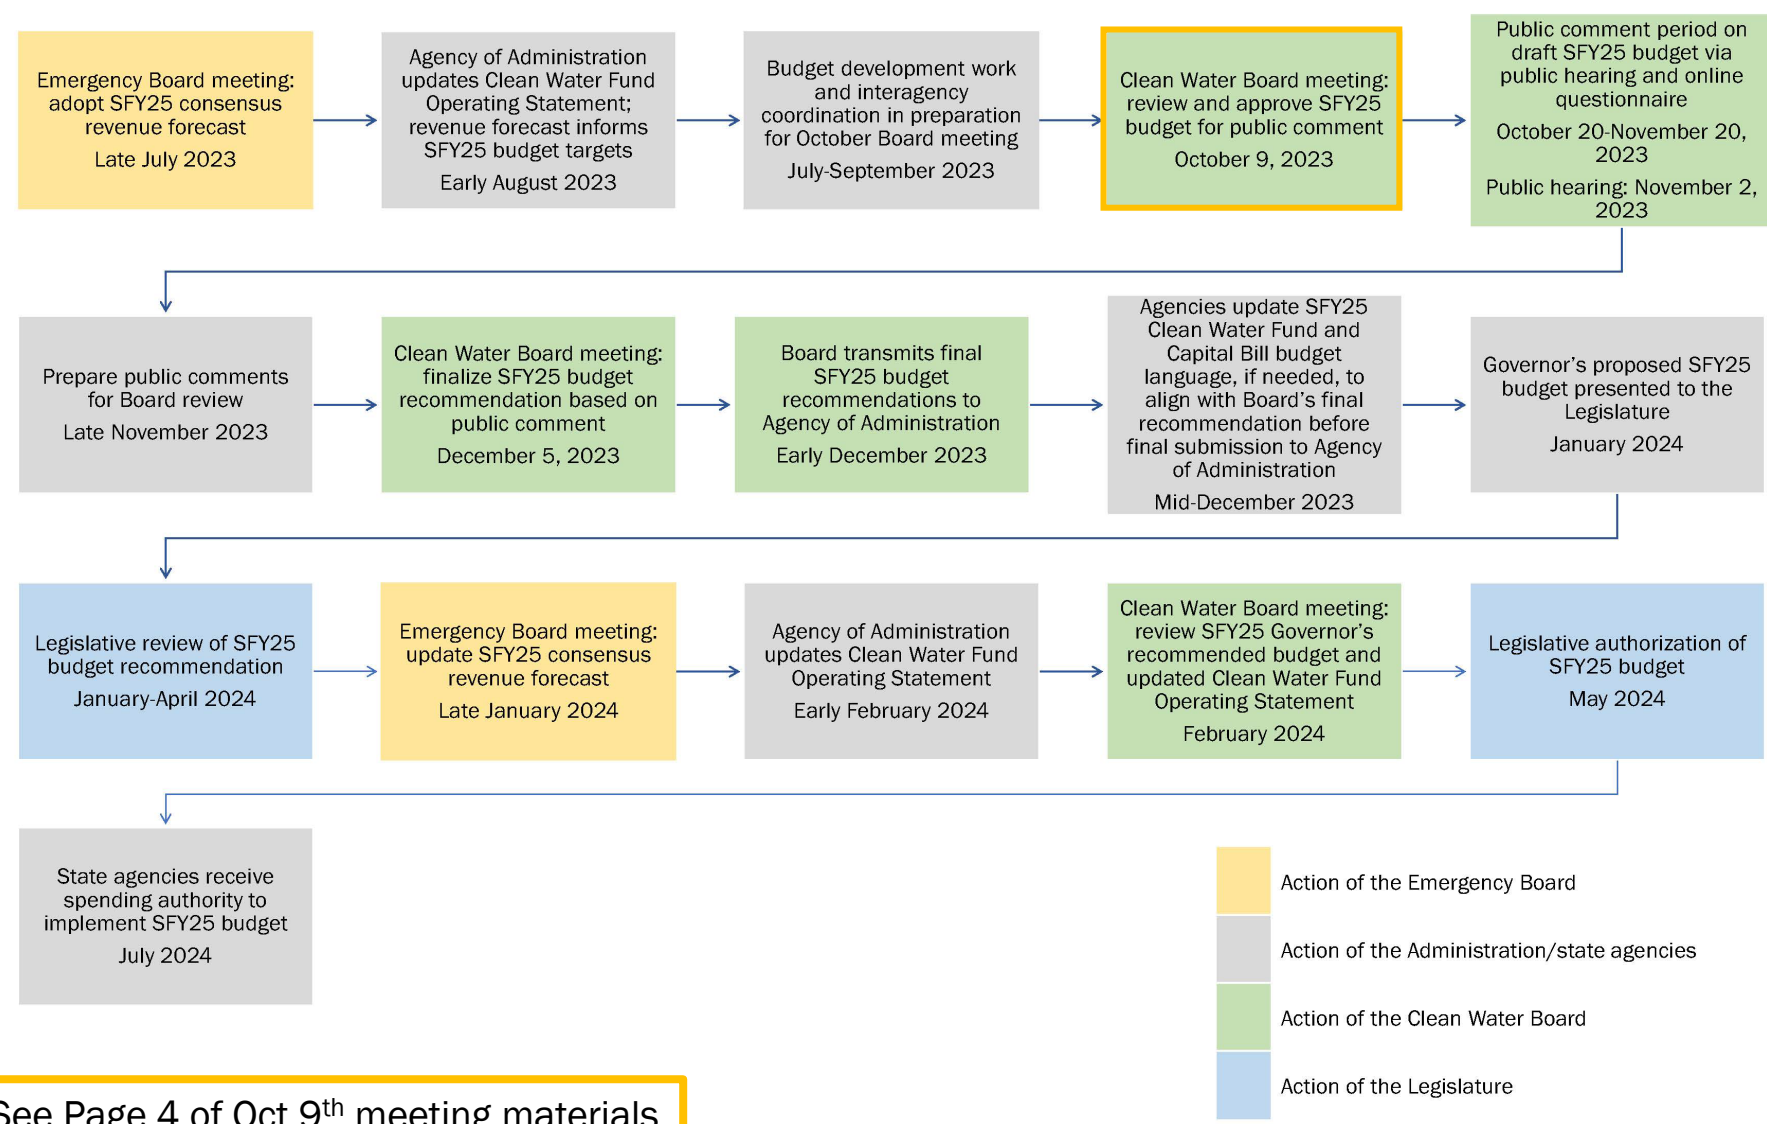 Emergency Board meeting:
adopt SFY25 consensus
revenue forecast
Late July 2023
Agency of Administration
updates Clean Water Fund
Operating Statement;
revenue forecast informs
SFY25 budget targets
Early August 2023
Budget development work
and interagency
coordination in preparation
for October Board meeting
July-September 2023
Clean Water Board meeting:
review and approve SFY25
budget for public comment
October 9, 2023
Public comment period on
draft SFY25 budget via
public hearing and online
questionnaire
October 20-November 20,
2023
Public hearing: November 2,
2023
Prepare public comments
for Board review
Late November 2023
Clean Water Board meeting:
finalize SFY25 budget
recommendation based on
public comment
December 5, 2023
Board transmits final
SFY25 budget
recommendations to
Agency of Administration
Early December 2023
Agencies update SFY25
Clean Water Fund and
Capital Bill budget
language, if needed, to
align with Board's final
recommendation before
final submission to Agency
of Administration
Mid-December 2023
Governor's proposed SFY25
budget presented to the
Legislature
January 2024
Legislative review of SFY25
budget recommendation
January-April 2024
Emergency Board meeting:
update SFY25 consensus
revenue forecast
Late January 2024
Agency of Administration
updates Clean Water Fund
Operating Statement
Early February 2024
Clean Water Board meeting:
review SFY25 Governor's
recommended budget and
updated Clean Water Fund
Operating Statement
February 2024
Legislative authorization of
SFY25 budget
May 2024
State agencies receive
spending authority to
implement SFY25 budget
July 2024
Action of the Emergency Board
Action of the Administration/state agencies
Action of the Clean Water Board
Action of the Legislature
See Page 4 of Oct 9th meeting materials